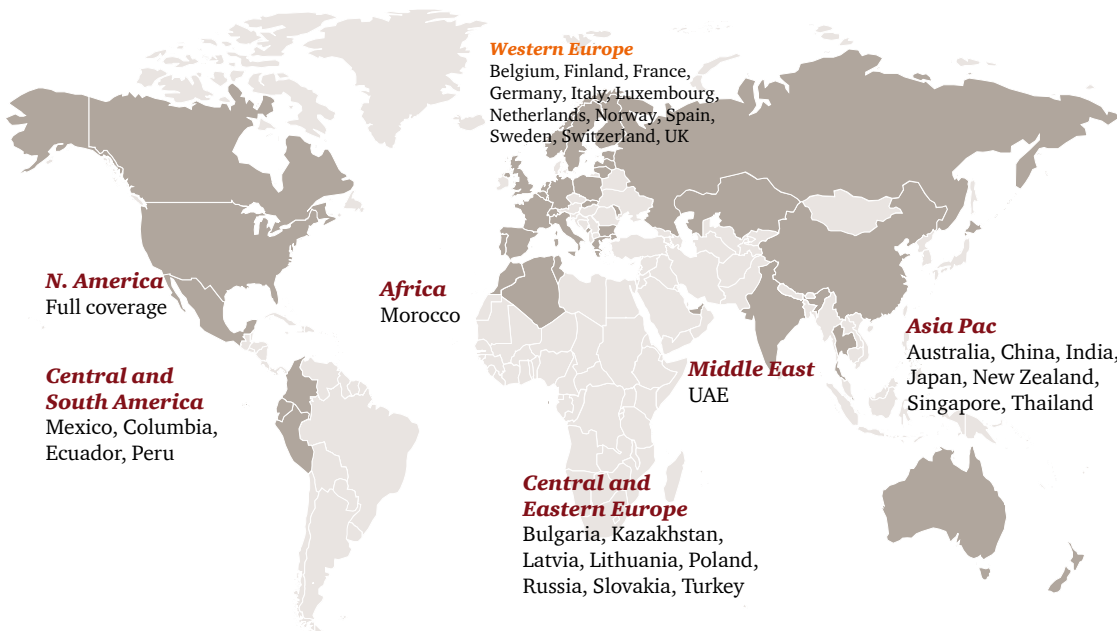 Western Europe
Belgium, Finland, France,
Germany, Italy, Luxembourg,
Netherlands, Norway, Spain,
Sweden, Switzerland, UK
N. America
Full coverage
Africa
Morocco
Asia Pac
Australia, China, India,
Japan, New Zealand,
Singapore, Thailand
Middle East
UAE
Central and
South America
Mexico, Columbia,
Ecuador, Peru
Central and
Eastern Europe
Bulgaria, Kazakhstan,
Latvia, Lithuania, Poland,
Russia, Slovakia, Turkey